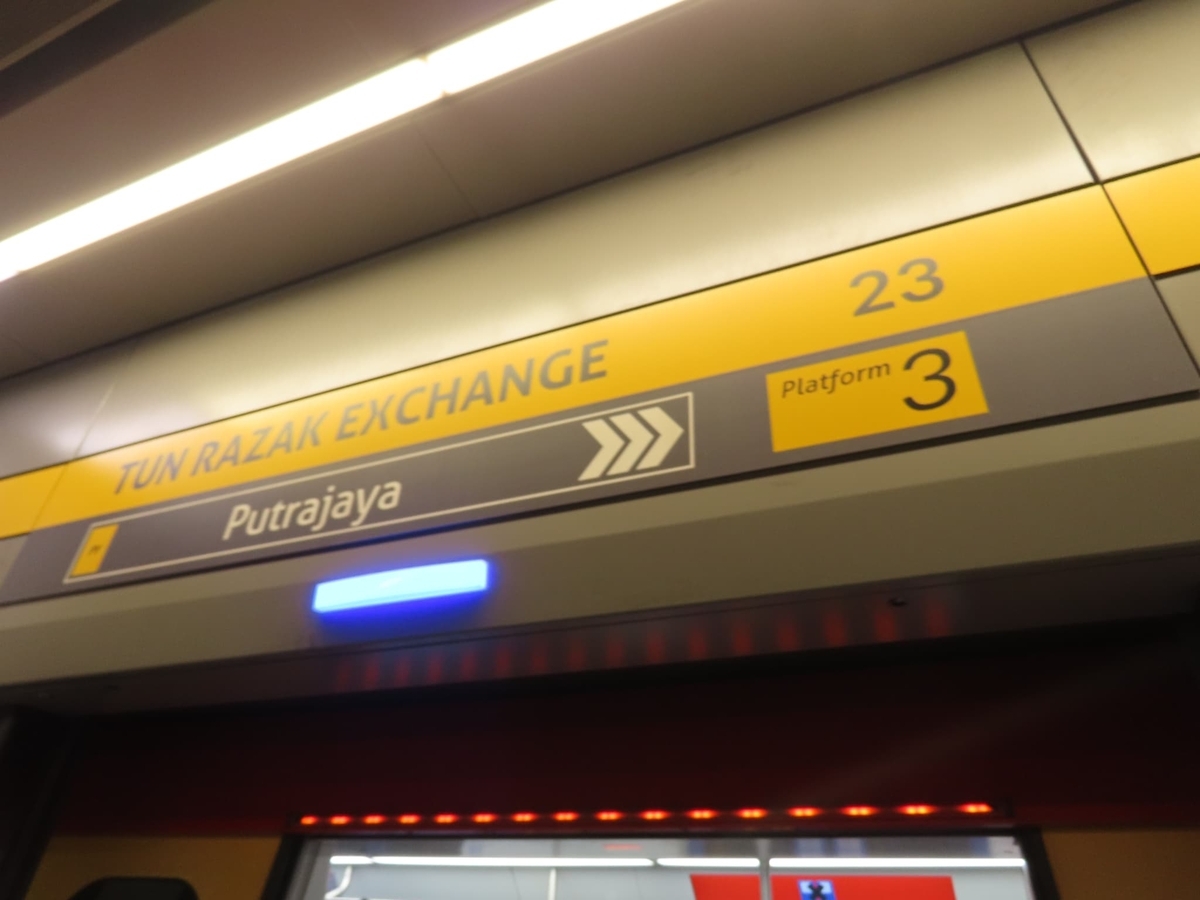 TUN RAZAK EXCHANGE
23
Putrajaya
Platform 3